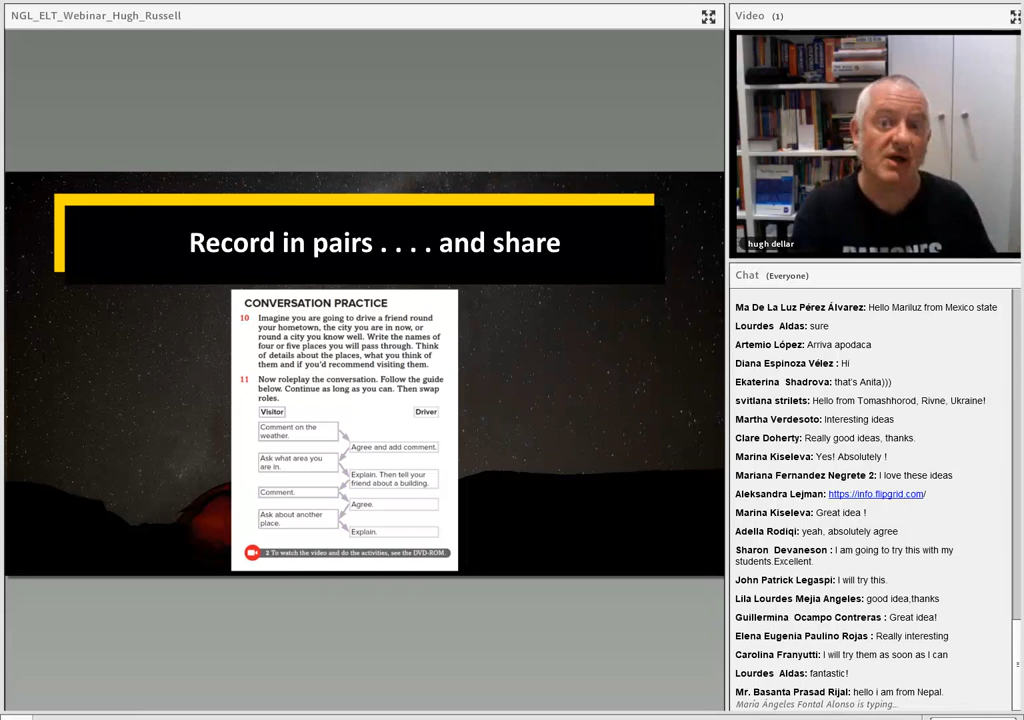 NGL_ELT_Webinar_Hugh_Russell
Record in pairs . . . . and share
CONVERSATION PRACTICE
10 Imagine you are going to drive a friend round
your hometown, the city you are in now, or
round a city you know well. Write the names of
four or five places you will pass through. Think
of details about the places, what you think of
them and if you'd recommend visiting them.
11 Now roleplay the conversation. Follow the guide
below. Continue as long as you can. Then swap
roles.
Visitor
Driver
Comment on the
weather.
Agree and add comment.
Ask what area you
are in.
Explain. Then tell your
friend about a building.
Comment.
Agree.
Ask about another
place.
Explain.
2 To watch the video and do the activities, see the DVD-ROM.
Video (1)
hugh dellar
RAMONES
Chat (Everyone)
Ma De La Luz Pérez Álvarez: Hello Mariluz from Mexico state
Lourdes Aldas: sure
Artemio López: Arriva apodaca
Diana Espinoza Vélez : Hi
Ekaterina Shadrova: that's Anita)))
svitlana strilets: Hello from Tomashhorod, Rivne, Ukraine!
Martha Verdesoto: Interesting ideas
Clare Doherty: Really good ideas, thanks.
Marina Kiseleva: Yes! Absolutely !
Mariana Fernandez Negrete 2: I love these ideas
Aleksandra Lejman: https://info.flipgrid.com/
Marina Kiseleva: Great idea !
Adella Rodiqi: yeah, absolutely agree
Sharon Devaneson : I am going to try this with my
students.Excellent.
John Patrick Legaspi: I will try this.
Lila Lourdes Mejia Angeles: good idea,thanks
Guillermina Ocampo Contreras : Great idea!
Elena Eugenia Paulino Rojas : Really interesting
Carolina Franyutti: I will try them as soon as I can
Lourdes Aldas: fantastic!
Mr. Basanta Prasad Rijal: hello i am from Nepal.
María Ángeles Fontal Alonso is typing...